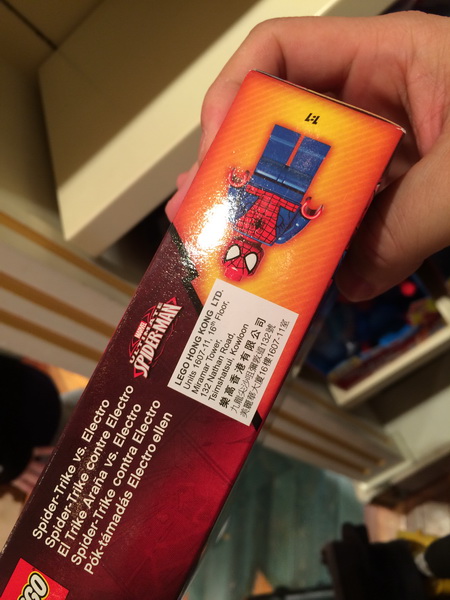 1:1
LEGO HONG KONG LTD.
Units 1607-11, 16th Floor,
Miramar Tower,
132 Nathan Road,
Tsimshatsui, Kowloon
樂高香港有限公司
九龍尖沙咀彌敦道132號
美麗華大廈16樓1607-11室
MARVEL
SPIDER-MAN
Spider-Trike vs. Electro
Spider-Trike contre Electro
El Trike Araña vs. Electro
Spider-Trike contra Electro
Pók-támadás Electro ellen